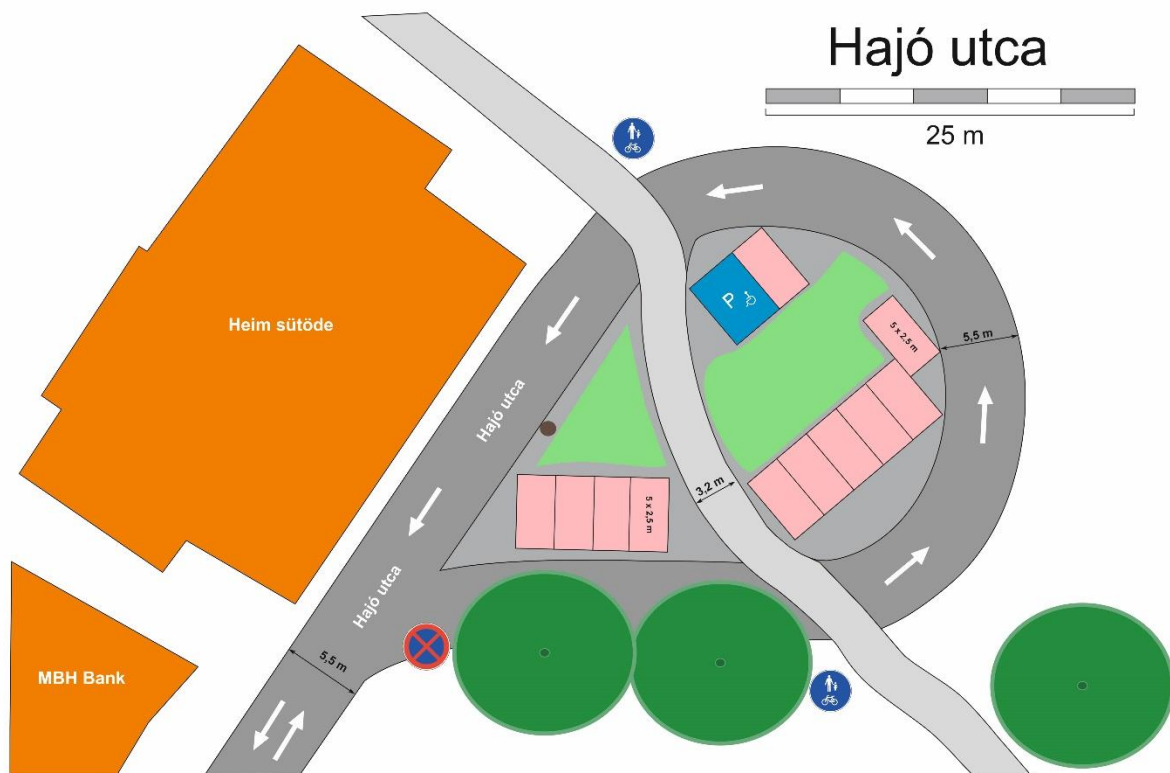 Hajó utca
25 m
Heim sütöde
Hajó utca
P
5 x 2,5 m
5,5 m
3,2 m
5 x 2,5 m
Hajó utca
5,5 m
MBH Bank